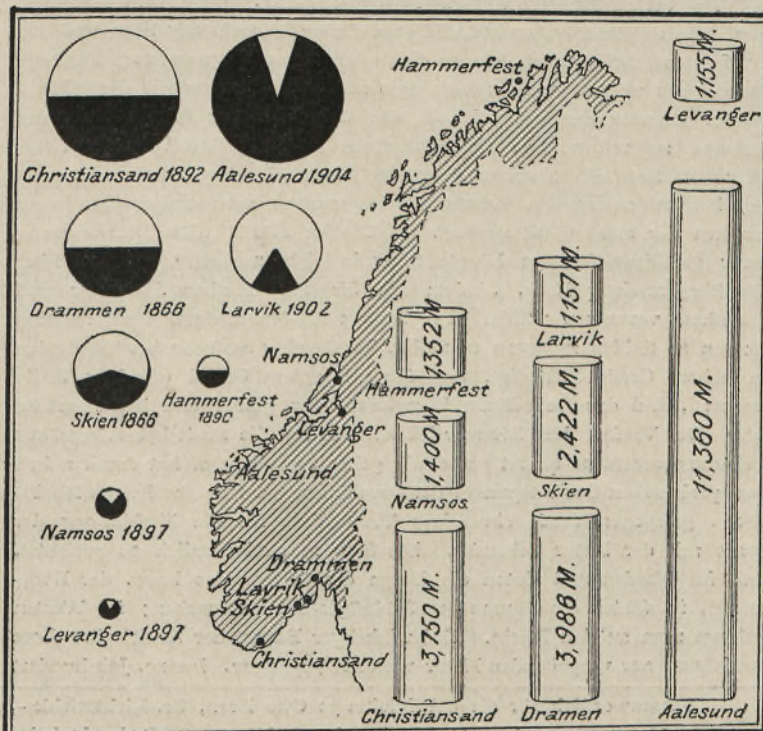 Hammerfest
1,155 M.
Levanger
Christiansand 1892
Aalesund 1904
Drammen 1868
Larvik 1902
Skien 1866
Hammerfest
1890
Namsos 1897
Levanger 1897
Namsos
Levanger
Aalesund
Drammen
Lavrik
Skien
Christiansand
1,352 M
Hammerfest
1,400 M
Namsos.
3,750 M.
Christiansand
1,157 M.
Larvik
2,422 M.
Skien
3,986 M.
Dramen
11,360 M.
Aalesund